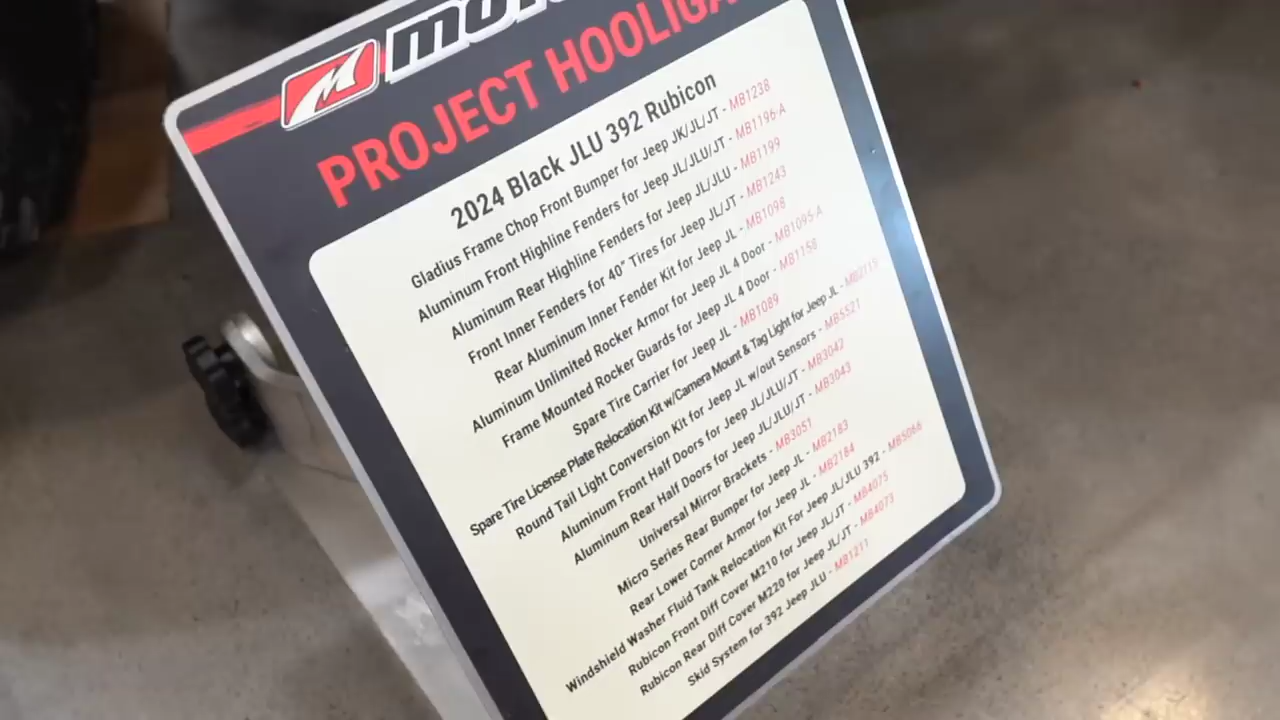 PROJECT HOOLIGA
2024 Black JLU 392 Rubicon
Gladius Frame Chop Front Bumper for Jeep JK/JL/JT - MB1238
Aluminum Front Highline Fenders for Jeep JL/JLU/JT - MB1196-A
Aluminum Rear Highline Fenders for Jeep JL/JLU - MB1199
Front Inner Fenders for 40" Tires for Jeep JL/JT - MB1243
Rear Aluminum Inner Fender Kit for Jeep JL - MB1098
Aluminum Unlimited Rocker Armor for Jeep JL 4 Door - MB1095-A
Frame Mounted Rocker Guards for Jeep JL 4 Door - MB1158
Spare Tire Carrier for Jeep JL - MB1089
Spare Tire License Plate Relocation Kit w/Camera Mount & Tag Light for Jeep JL - MB2115
Round Tail Light Conversion Kit for Jeep JL w/out Sensors - MB5521
Aluminum Front Half Doors for Jeep JL/JLU/JT - MB3042
Aluminum Rear Half Doors for Jeep JL/JLU/JT - MB3043
Universal Mirror Brackets - MB3051
Micro Series Rear Bumper for Jeep JL - MB2183
Rear Lower Corner Armor for Jeep JL - MB2184
Windshield Washer Fluid Tank Relocation Kit For Jeep JL/JLU 392 - MB5066
Rubicon Front Diff Cover M210 for Jeep JL/JT - MB4075
Rubicon Rear Diff Cover M220 for Jeep JL/JT - MB4073
Skid System for 392 Jeep JLU - MB1211